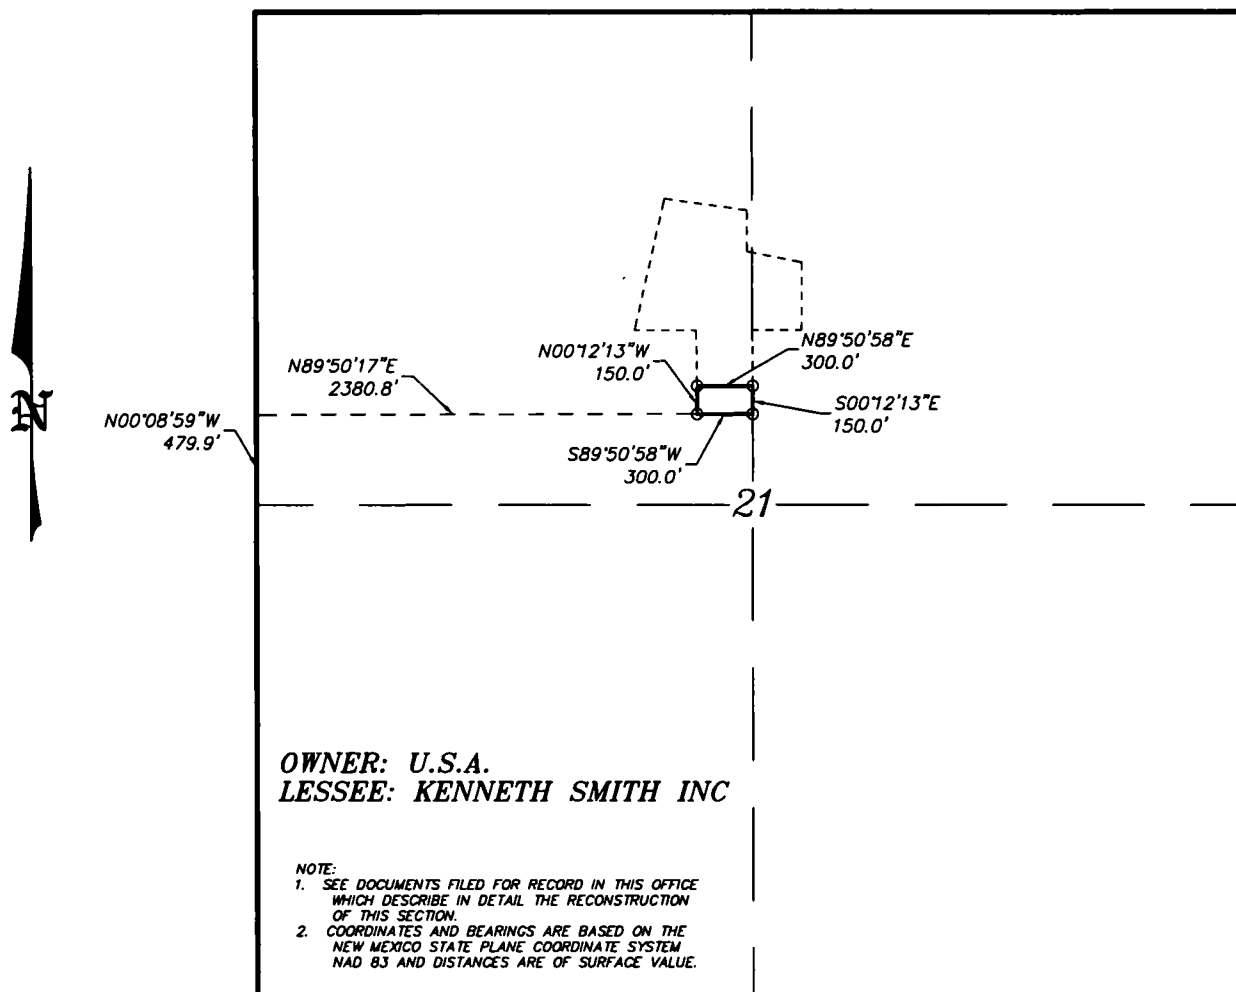 N89°50'58"E
300.0'
N00°12'13"W
150.0'
N89°50'17"E
2380.8'
S00°12'13"E
150.0'
N00°08'59"W
479.9'
S89°50'58"W
300.0'
N
21
OWNER: U.S.A.
LESSEE: KENNETH SMITH INC
NOTE:
1. SEE DOCUMENTS FILED FOR RECORD IN THIS OFFICE
WHICH DESCRIBE IN DETAIL THE RECONSTRUCTION
OF THIS SECTION.
2. COORDINATES AND BEARINGS ARE BASED ON THE
NEW MEXICO STATE PLANE COORDINATE SYSTEM
NAD 83 AND DISTANCES ARE OF SURFACE VALUE.